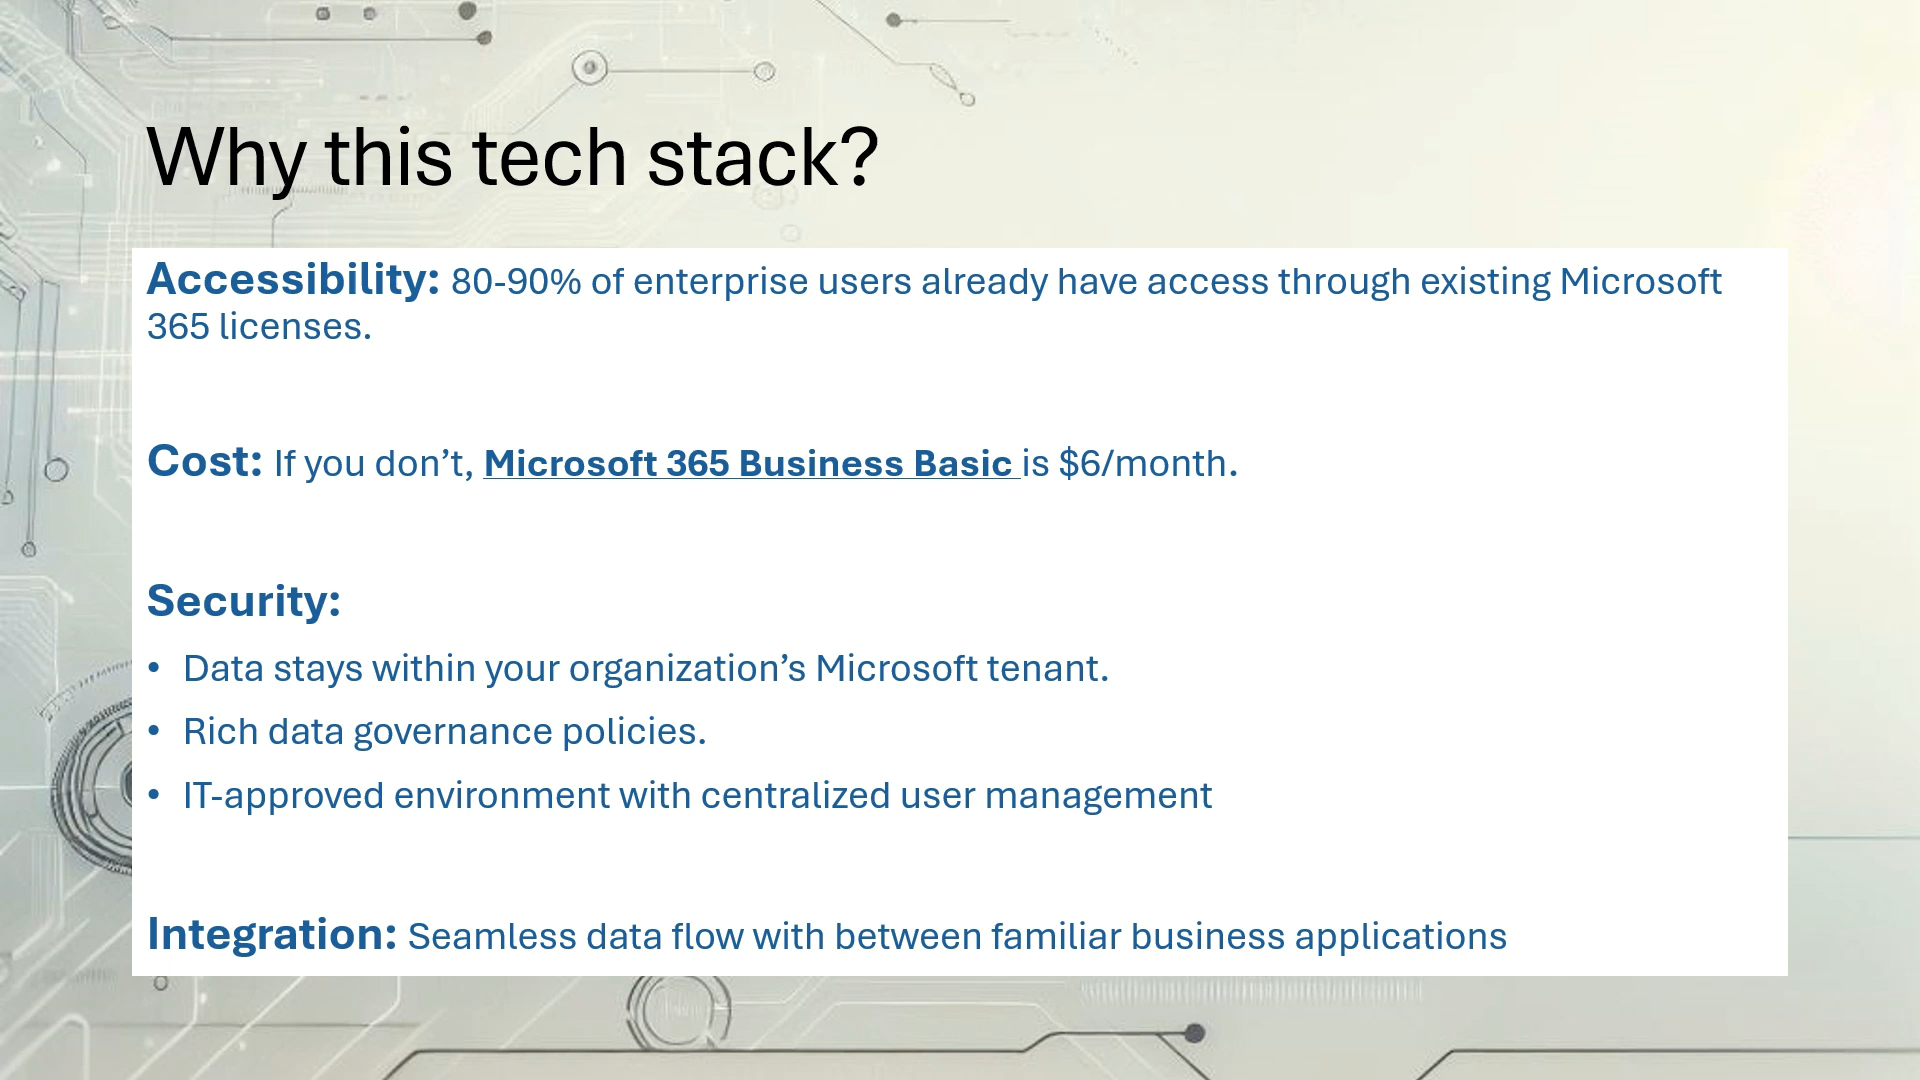 Why this tech stack?
Accessibility: 80-90% of enterprise users already have access through existing Microsoft
365 licenses.
Cost: If you don’t, Microsoft 365 Business Basic is $6/month.
Security:
• Data stays within your organization’s Microsoft tenant.
• Rich data governance policies.
• IT-approved environment with centralized user management
Integration: Seamless data flow with between familiar business applications